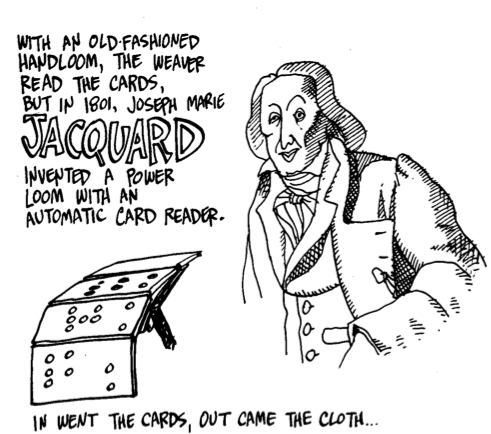 WITH AN OLD-FASHIONED
HANDLOOM, THE WEAVER
READ THE CARDS,
BUT IN 1801, JOSEPH MARIE
JACQUARD
INVENTED A POWER
LOOM WITH AN
AUTOMATIC CARD READER.
IN WENT THE CARDS, OUT CAME THE CLOTH...